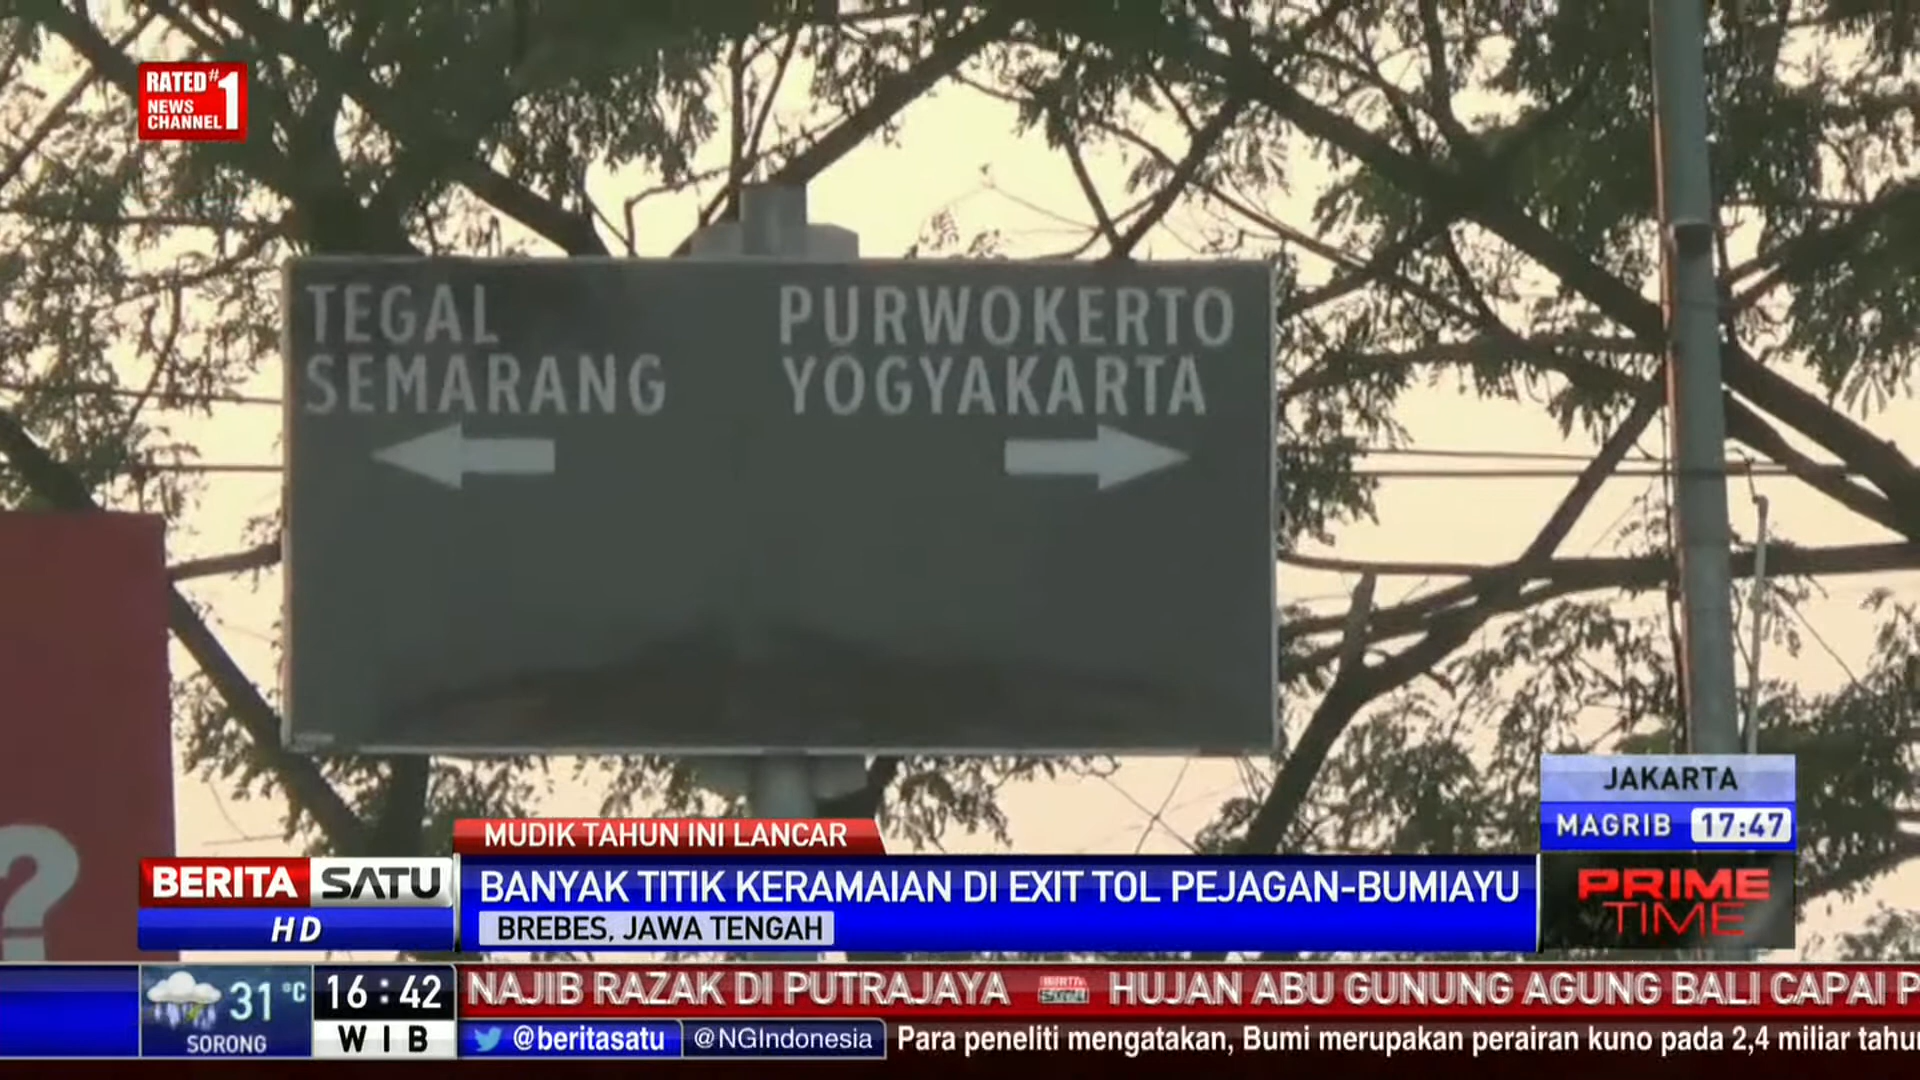 RATED #1
NEWS
CHANNEL
TEGAL
SEMARANG
PURWOKERTO
YOGYAKARTA
?
JAKARTA
MAGRIB 17:47
MUDIK TAHUN INI LANCAR
BERITA SATU
HD
BANYAK TITIK KERAMAIAN DI EXIT TOL PEJAGAN-BUMIAYU
BREBES, JAWA TENGAH
PRIME
TIME
31 °C
SORONG
16:42
WIB
NAJIB RAZAK DI PUTRAJAYA BERITA SATU HUJAN ABU GUNUNG AGUNG BALI CAPAI P
@beritasatu @NGIndonesia Para peneliti mengatakan, Bumi merupakan perairan kuno pada 2,4 miliar tahu